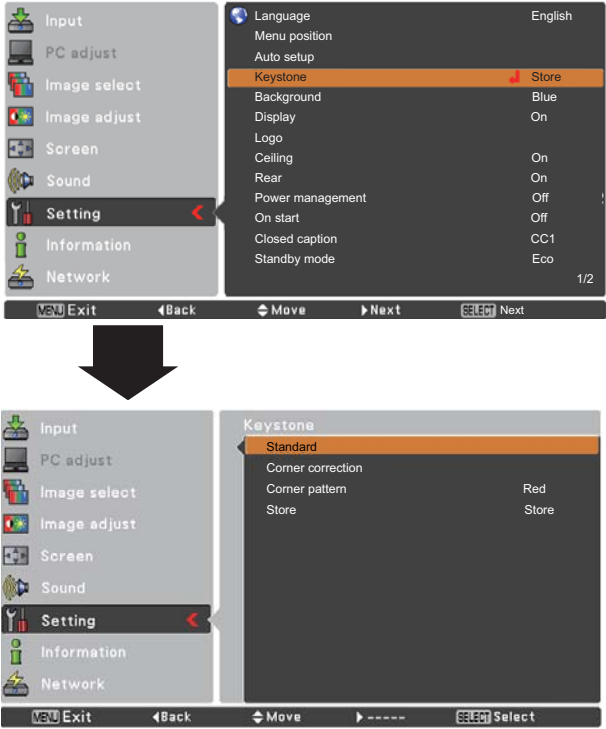 Input
PC adjust
Image select
Image adjust
Screen
Sound
Setting
Information
Network
Language English
Menu position
Auto setup
Keystone Store
Background Blue
Display On
Logo
Ceiling On
Rear On
Power management Off
On start Off
Closed caption CC1
Standby mode Eco
1/2
MENU Exit Back Move Next SELECT Next
Input
PC adjust
Image select
Image adjust
Screen
Sound
Setting
Information
Network
Keystone
Standard
Corner correction
Corner pattern Red
Store Store
MENU Exit Back Move ----- SELECT Select